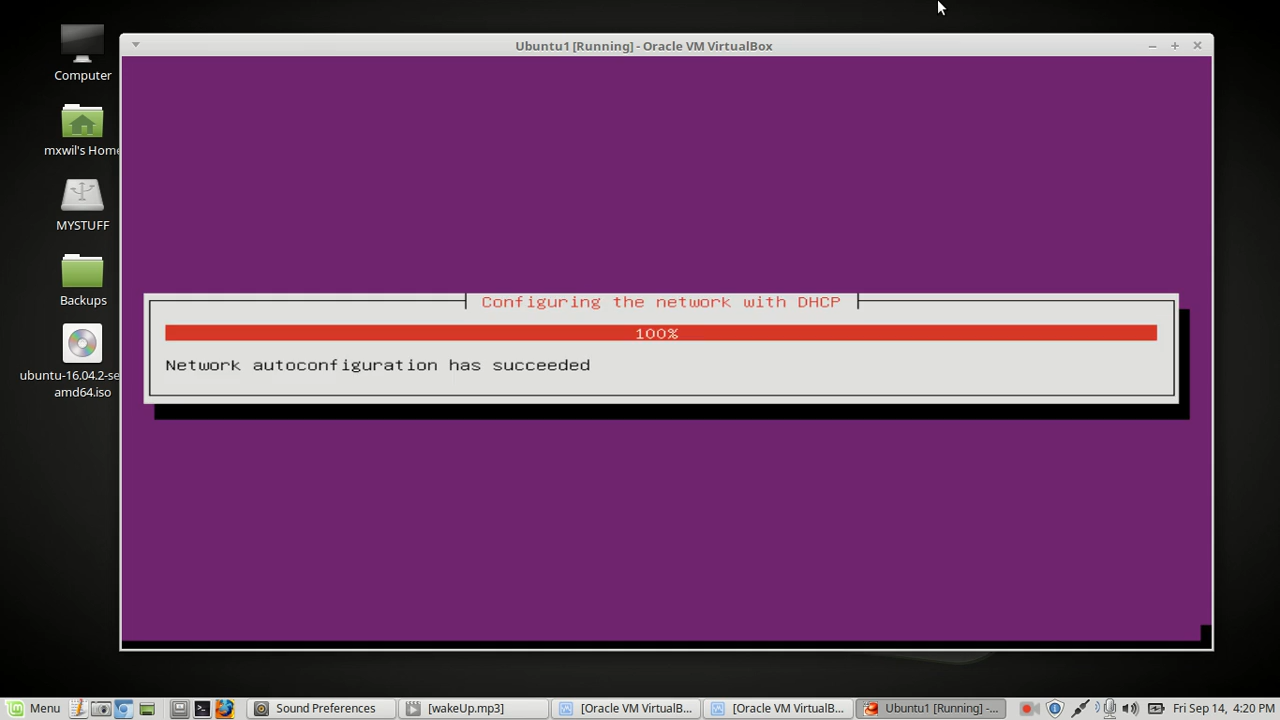 Ubuntu1 [Running] - Oracle VM VirtualBox
Computer
mxwil's Home
MYSTUFF
Backups
ubuntu-16.04.2-se
amd64.iso
Configuring the network with DHCP
100%
Network autoconfiguration has succeeded
Menu
Sound Preferences
[wakeUp.mp3]
[Oracle VM VirtualB...
[Oracle VM VirtualB...
Ubuntu1 [Running] -...
Fri Sep 14, 4:20 PM